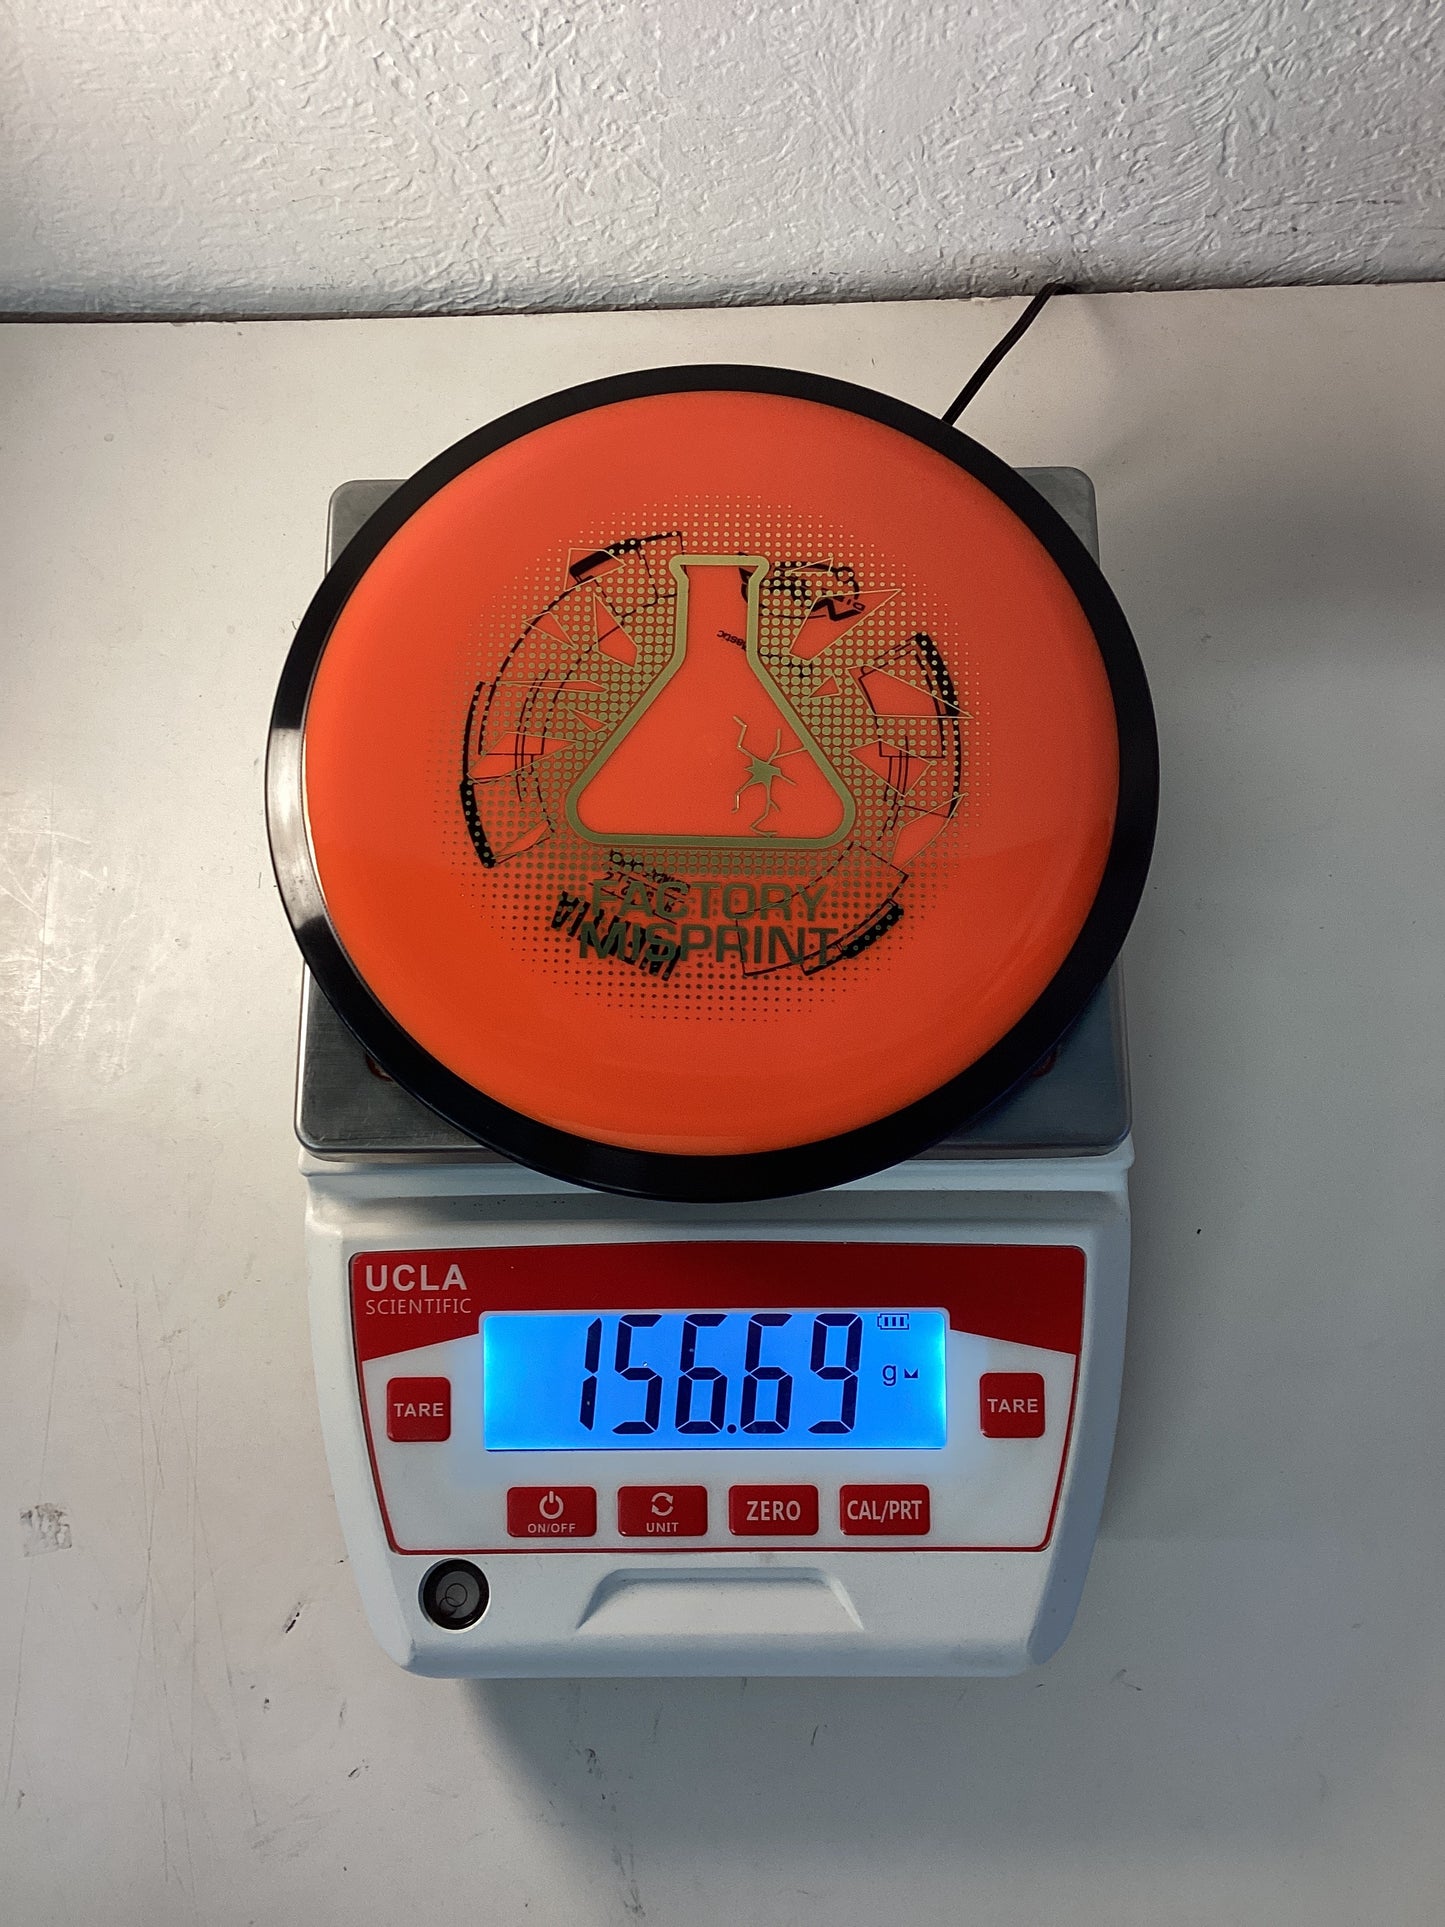 FACTORY
MISPRINT
UCLA
SCIENTIFIC
156.69
g
TARE
TARE
ON/OFF
UNIT
ZERO
CAL/PRT